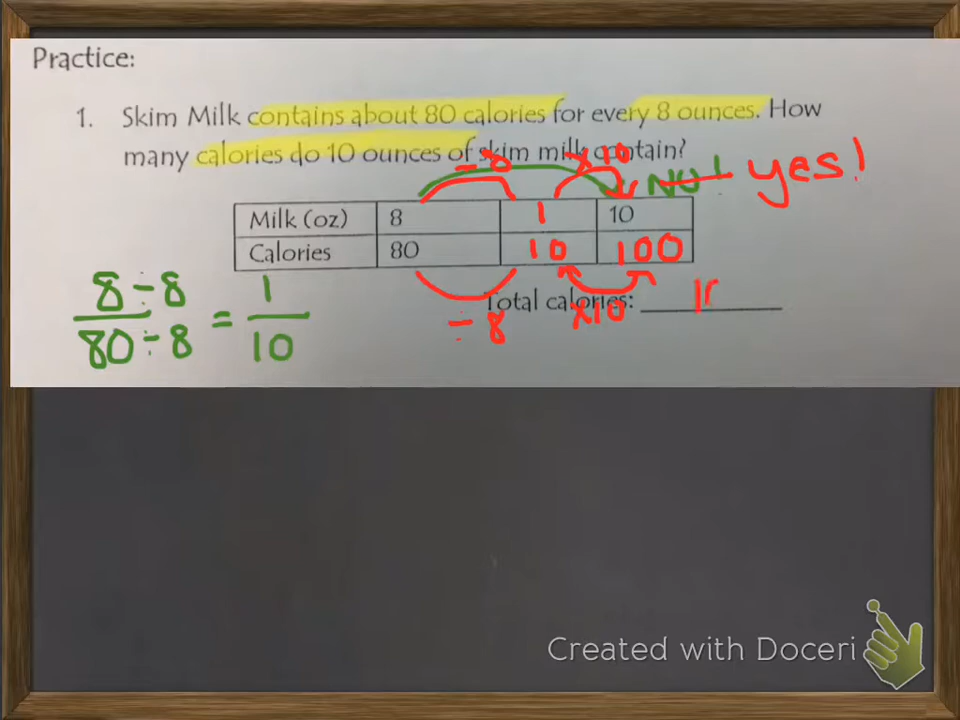 Practice:
1. Skim Milk contains about 80 calories for every 8 ounces. How
many calories do 10 ounces of skim milk contain?
÷8 x10 NO! yes!
Milk (oz) 8 1 10
Calories 80 10 100
8÷8 = 1
80÷8 10
÷8 x10
Total calories: 10
Created with Doceri